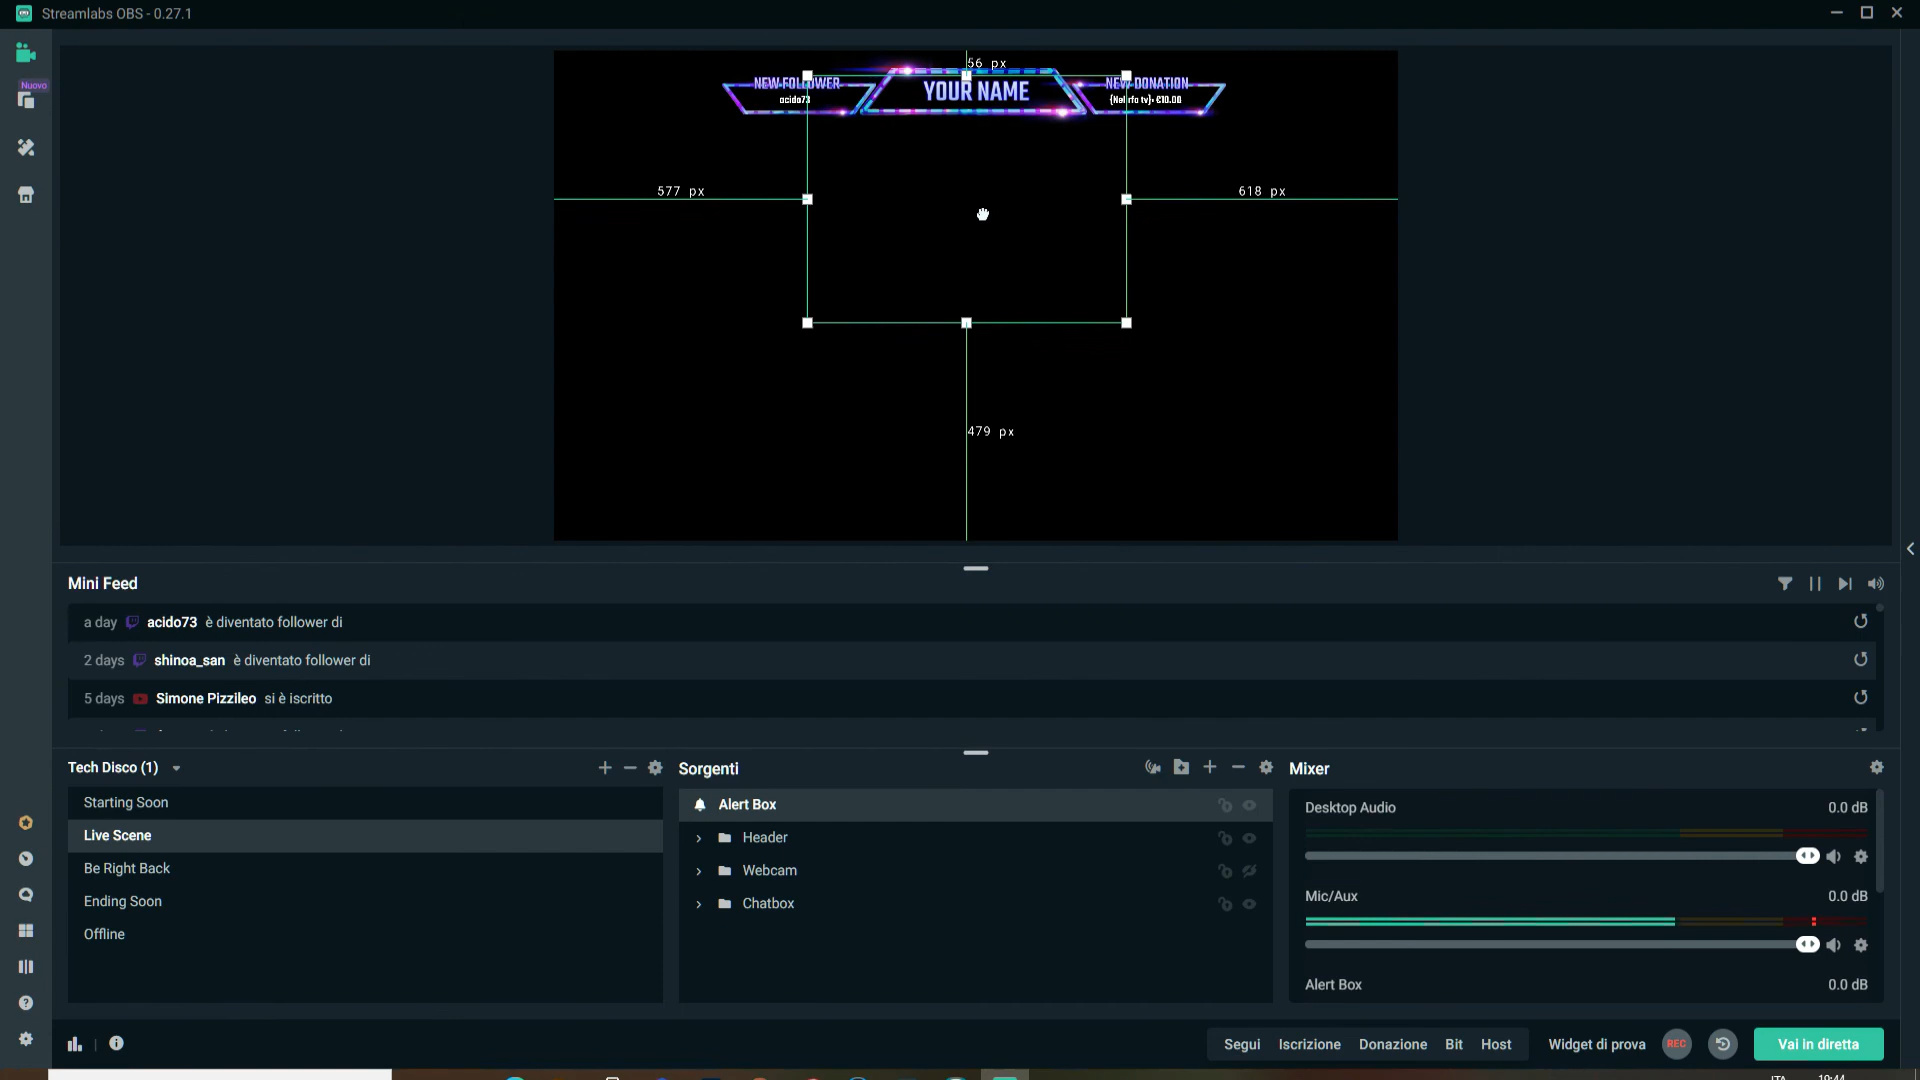 Streamlabs OBS - 0.27.1
Nuovo
56 px
NEW FOLLOWER
acido73
YOUR NAME
NEW DONATION
577 px
618 px
479 px
Mini Feed
a day acido73 è diventato follower di
2 days shinoa_san è diventato follower di
5 days Simone Pizzileo si è iscritto
Tech Disco (1)
Starting Soon
Live Scene
Be Right Back
Ending Soon
Offline
Sorgenti
Alert Box
Header
Webcam
Chatbox
Mixer
Desktop Audio 0.0 dB
Mic/Aux 0.0 dB
Alert Box 0.0 dB
Segui Iscrizione Donazione Bit Host Widget di prova REC Vai in diretta